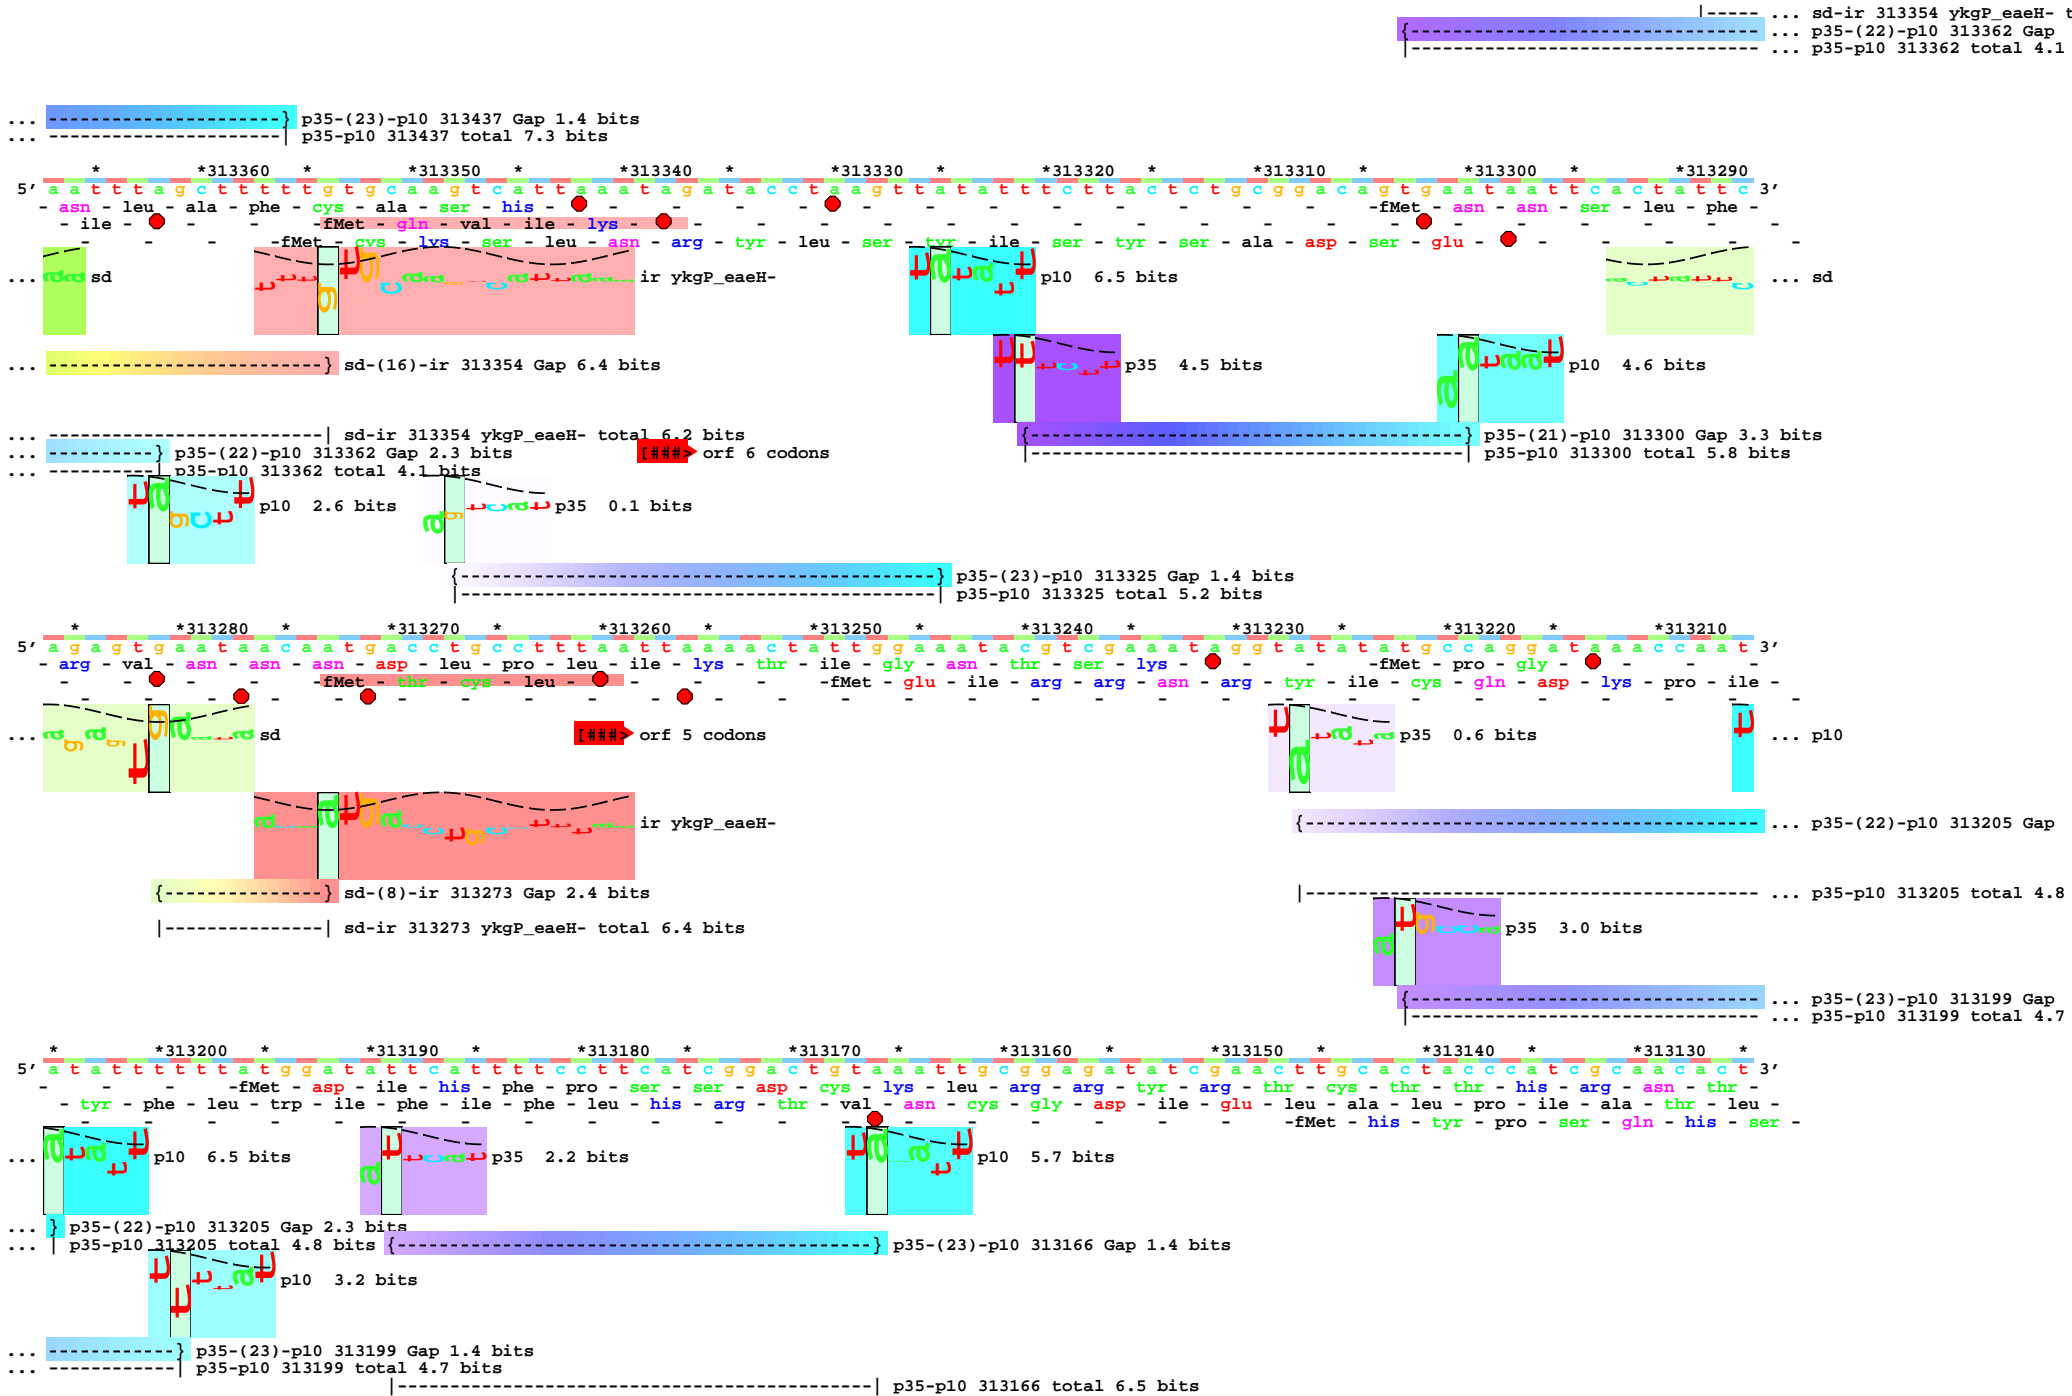 |----- ... sd-ir 313354 ykgP_eaeH- t
{---------------------------------- ... p35-(22)-p10 313362 Gap
|---------------------------------- ... p35-p10 313362 total 4.1
... -----------------------} p35-(23)-p10 313437 Gap 1.4 bits
... -----------------------| p35-p10 313437 total 7.3 bits
* *313360 * *313350 * *313340 * *313330 * *313320 * *313310 * *313300 * *313290
5' a a t t t a g c t t t t t g t g c a a g t c a t t a a a t a g a t a c c t a a g t t a t a t t t c t t a c t c t g c g g a c a g t g a a t a a t t c a c t a t t c 3'
- asn - leu - ala - phe - cys - ala - ser - his - - - - - - - - - - - - -fMet - asn - asn - ser - leu - phe -
- ile - - - -fMet - gln - val - ile - lys - - - - - - - - - - - - - - - - -
- - - -fMet - cys - lys - ser - leu - asn - arg - tyr - leu - ser - tyr - ile - ser - tyr - ser - ala - asp - ser - glu - - - - - -
... sd
ir ykgP_eaeH-
p10 6.5 bits
... sd
... ---------------------------} sd-(16)-ir 313354 Gap 6.4 bits
p35 4.5 bits
p10 4.6 bits
... ---------------------------| sd-ir 313354 ykgP_eaeH- total 6.2 bits
{------------------------------------------} p35-(21)-p10 313300 Gap 3.3 bits
... -----------} p35-(22)-p10 313362 Gap 2.3 bits
[###> orf 6 codons
|------------------------------------------| p35-p10 313300 total 5.8 bits
... -----------| p35-p10 313362 total 4.1 bits
p10 2.6 bits
p35 0.1 bits
{----------------------------------------------} p35-(23)-p10 313325 Gap 1.4 bits
|----------------------------------------------| p35-p10 313325 total 5.2 bits
* *313280 * *313270 * *313260 * *313250 * *313240 * *313230 * *313220 * *313210
5' a g a g t g a a t a a c a a t g a c c t g c c t t t a a t t a a a a c t a t t g g a a a t a c g t c g a a a t a g g t a t a t a t g c c a g g a t a a a c c a a t 3'
- arg - val - asn - asn - asn - asp - leu - pro - leu - ile - lys - thr - ile - gly - asn - thr - ser - lys - - - -fMet - pro - gly - - -
- - - -fMet - thr - cys - leu - - - - -fMet - glu - ile - arg - arg - asn - arg - tyr - ile - cys - gln - asp - lys - pro - ile -
- - - - - - - - - - - - - - - - - - - - - - - - - - -
... sd
[###> orf 5 codons
p35 0.6 bits
... p10
ir ykgP_eaeH-
{---------------------------------------------- ... p35-(22)-p10 313205 Gap
{----------------} sd-(8)-ir 313273 Gap 2.4 bits
|---------------------------------------------- ... p35-p10 313205 total 4.8
|----------------| sd-ir 313273 ykgP_eaeH- total 6.4 bits
p35 3.0 bits
{---------------------------------- ... p35-(23)-p10 313199 Gap
|---------------------------------- ... p35-p10 313199 total 4.7
* *313200 * *313190 * *313180 * *313170 * *313160 * *313150 * *313140 * *313130 *
5' a t a t t t t t a t g g a t a t t c a t t t t c c t t c a t c g g a c t g t a a a t t g c g g a g a t a t c g a a c t t g c a c t a c c c a t c g c a a c a c t 3'
- - - -fMet - asp - ile - his - phe - pro - ser - ser - asp - cys - lys - leu - arg - arg - tyr - arg - thr - cys - thr - thr - his - arg - asn - thr -
- tyr - phe - leu - trp - ile - phe - ile - phe - leu - his - arg - thr - val - asn - cys - gly - asp - ile - glu - leu - ala - leu - pro - ile - ala - thr - leu -
- - - - - - - - - - - - - - - - - - -fMet - his - tyr - pro - ser - gln - his - ser -
... p10 6.5 bits
p35 2.2 bits
p10 5.7 bits
... } p35-(22)-p10 313205 Gap 2.3 bits
... | p35-p10 313205 total 4.8 bits
{----------------------------------------------} p35-(23)-p10 313166 Gap 1.4 bits
p10 3.2 bits
... -------------} p35-(23)-p10 313199 Gap 1.4 bits
... -------------| p35-p10 313199 total 4.7 bits
|----------------------------------------------| p35-p10 313166 total 6.5 bits